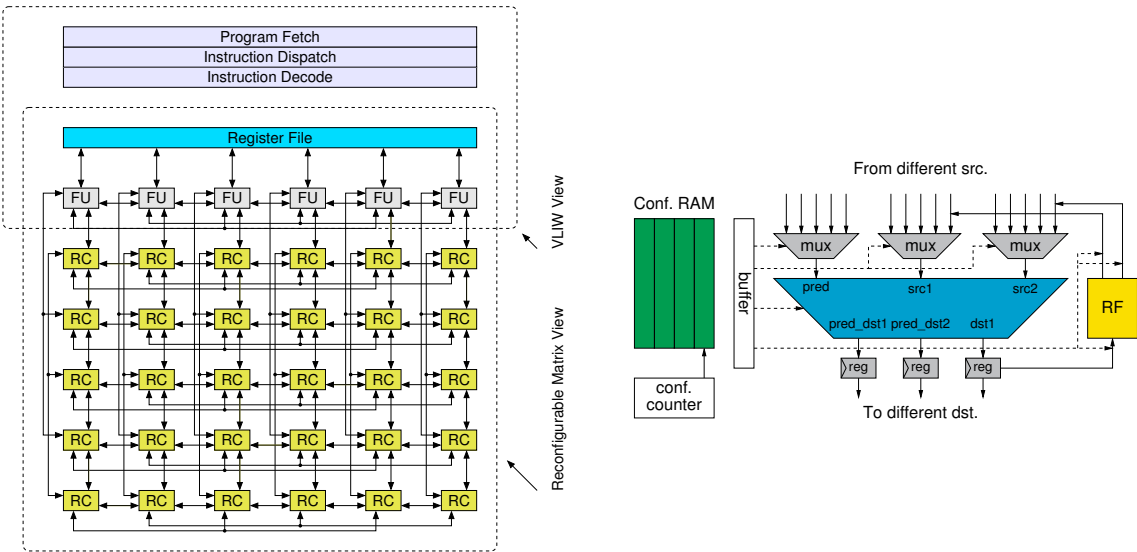 Program Fetch
Instruction Dispatch
Instruction Decode
Register File
FU FU FU FU FU FU
RC RC RC RC RC RC
RC RC RC RC RC RC
RC RC RC RC RC RC
RC RC RC RC RC RC
RC RC RC RC RC RC
VLIW View
Reconfigurable Matrix View
From different src.
Conf. RAM
mux mux mux
buffer
pred src1 src2
RF
pred_dst1 pred_dst2 dst1
reg reg reg
conf.
counter
To different dst.